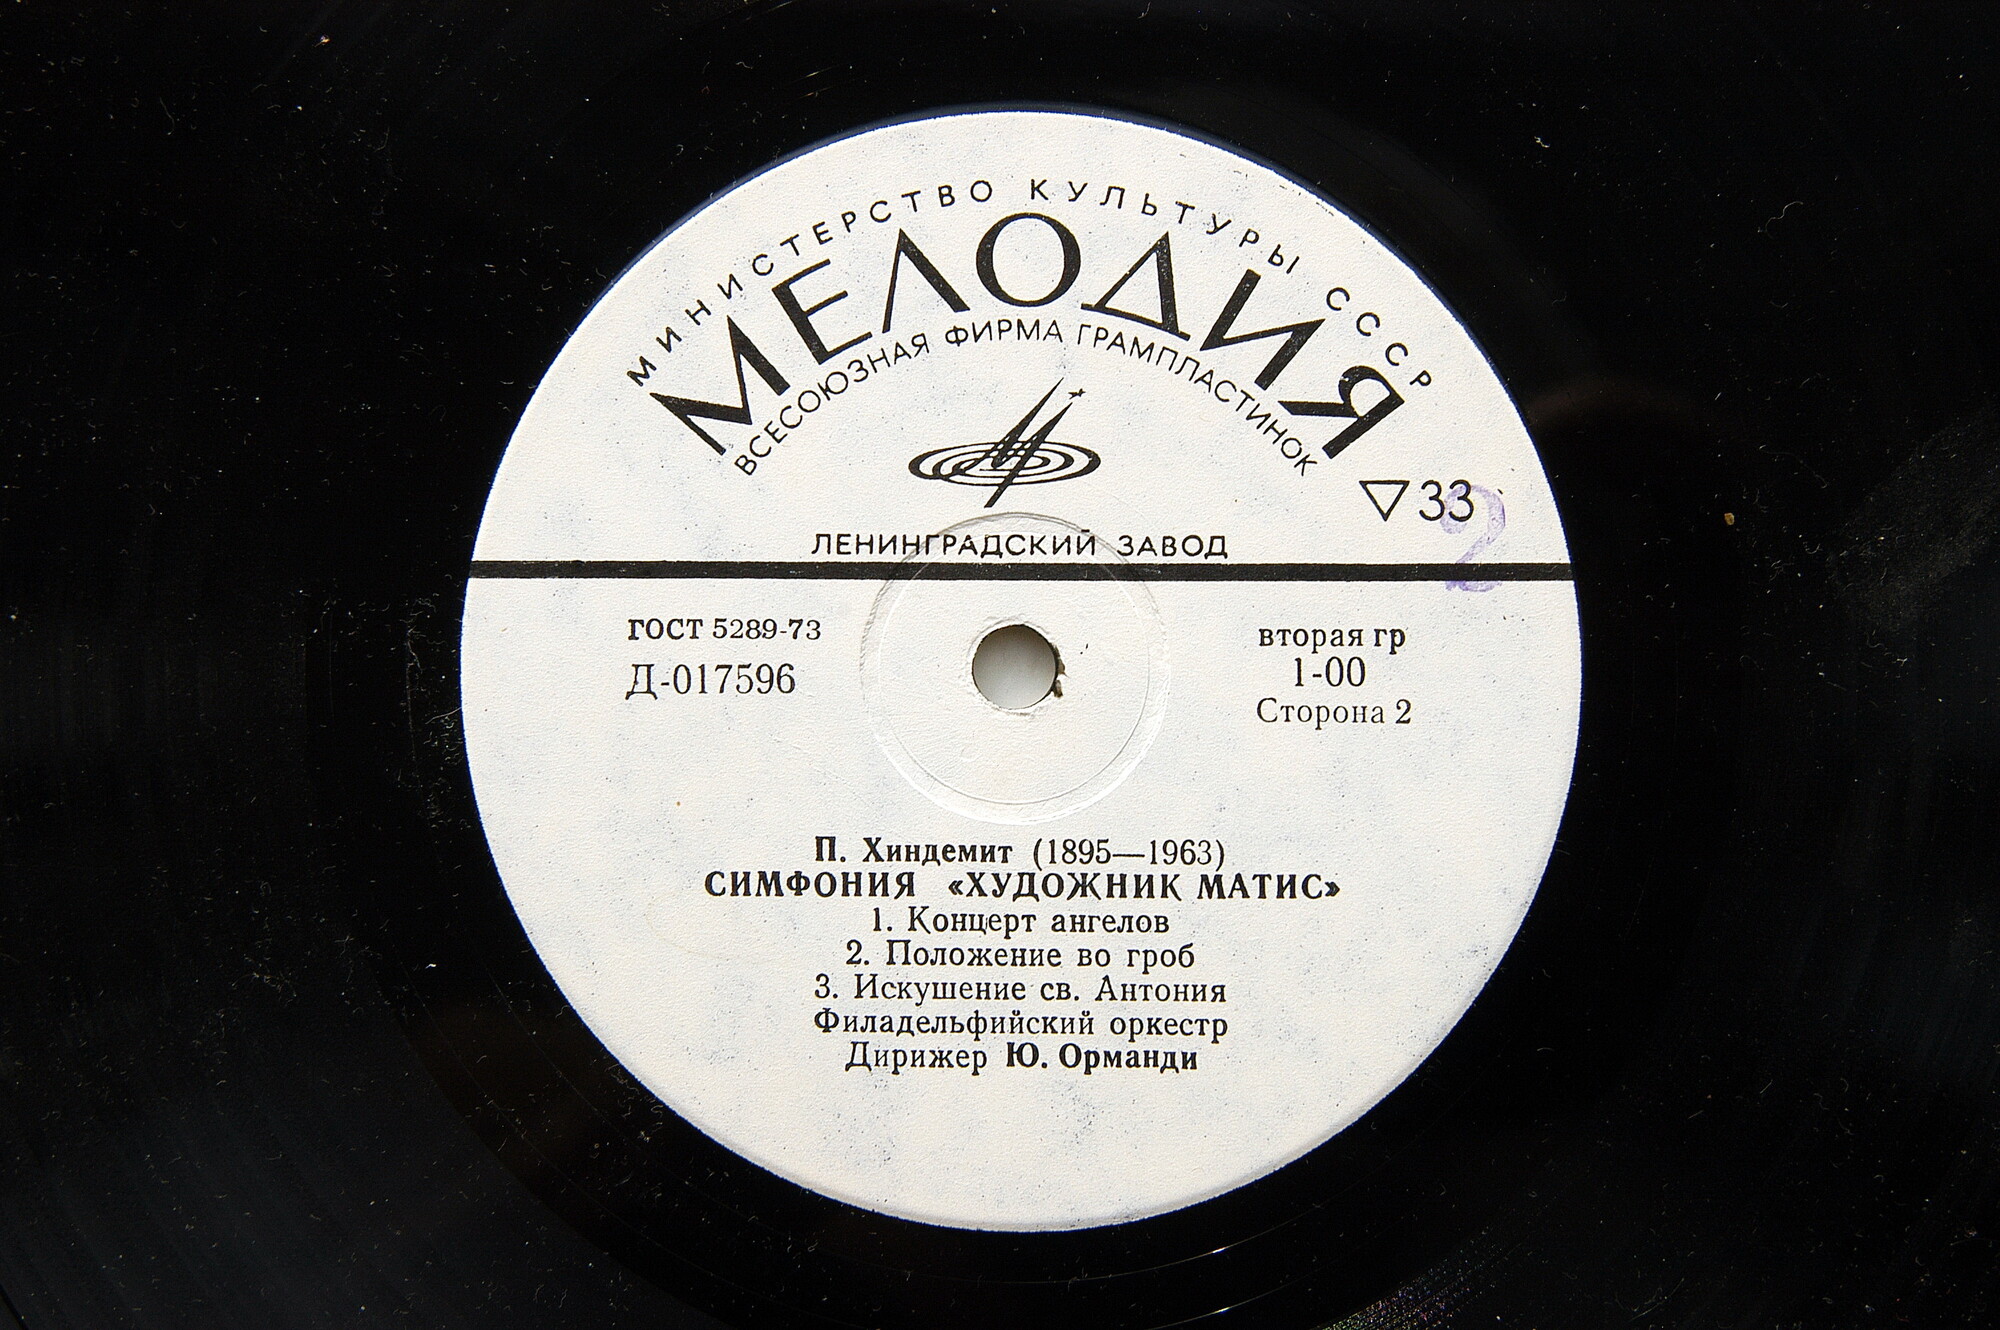 МИНИСТЕРСТВО КУЛЬТУРЫ СССР
МЕЛОДИЯ
ВСЕСОЮЗНАЯ ФИРМА ГРАМПЛАСТИНОК
▽33
2
ЛЕНИНГРАДСКИЙ ЗАВОД
ГОСТ 5289-73
Д-017596
вторая гр
1-00
Сторона 2
П. Хиндемит (1895—1963)
СИМФОНИЯ «ХУДОЖНИК МАТИС»
1. Концерт ангелов
2. Положение во гроб
3. Искушение св. Антония
Филадельфийский оркестр
Дирижер Ю. Орманди